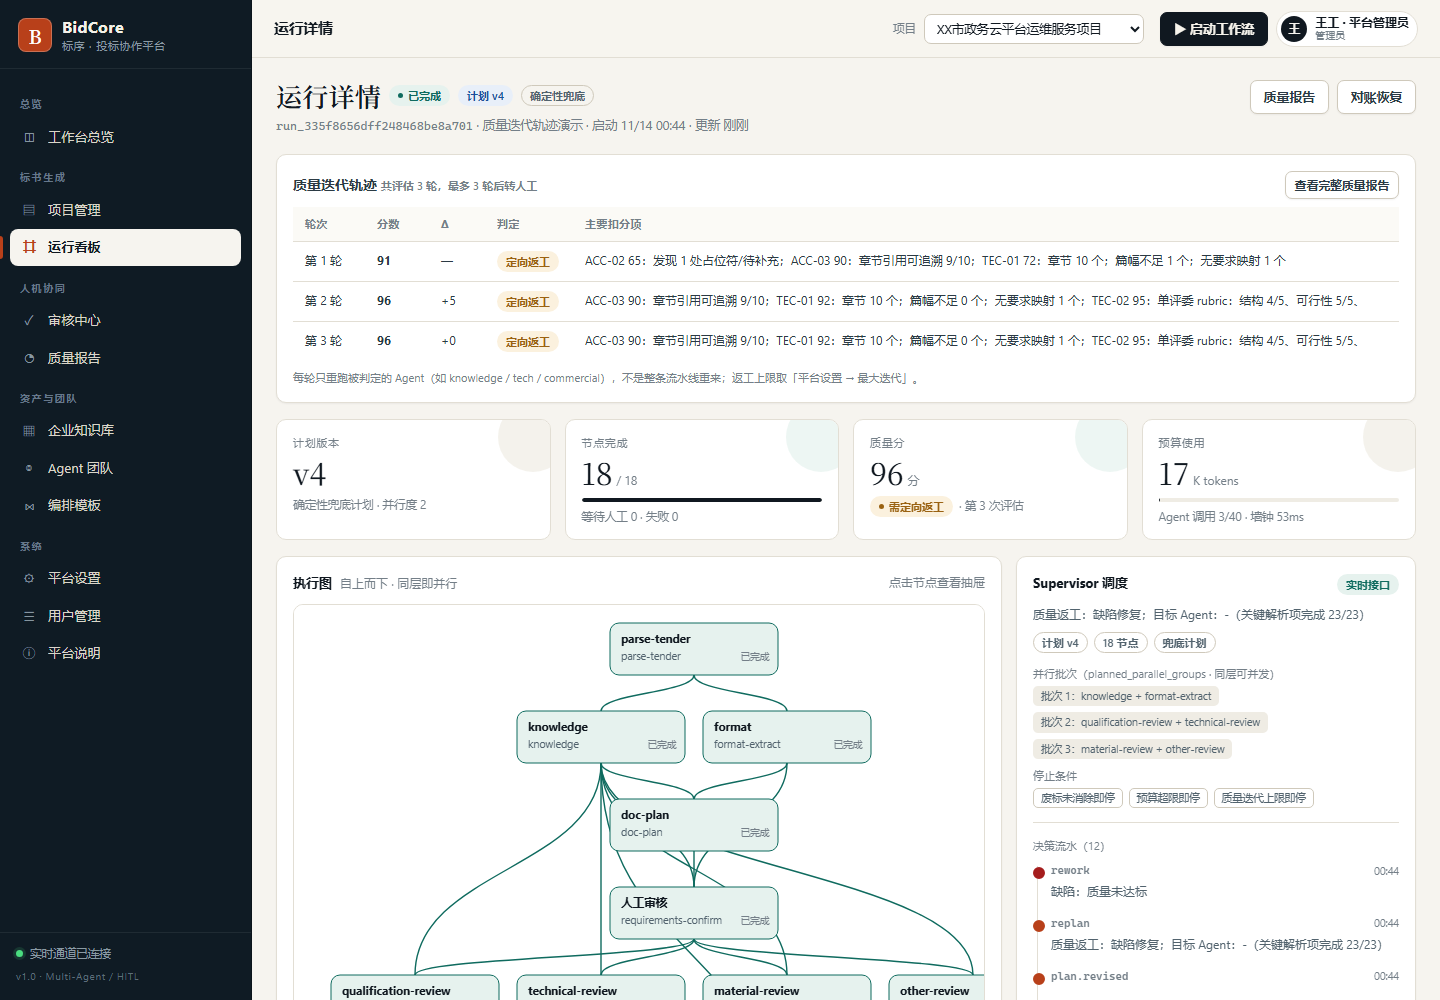 B
BidCore
标序 · 投标协作平台
总览
工作台总览
标书生成
项目管理
运行看板
人机协同
审核中心
质量报告
资产与团队
企业知识库
Agent 团队
编排模板
系统
平台设置
用户管理
平台说明
实时通道已连接
v1.0 · Multi-Agent / HITL
运行详情
项目
XX市政务云平台运维服务项目
▶ 启动工作流
王
王工 · 平台管理员
管理员
运行详情
已完成
计划 v4
确定性兜底
质量报告
对账恢复
run_335f8656dff248468be8a701 · 质量迭代轨迹演示 · 启动 11/14 00:44 · 更新 刚刚
质量迭代轨迹 共评估 3 轮，最多 3 轮后转人工
查看完整质量报告
轮次 分数 Δ 判定 主要扣分项
第 1 轮 91 — 定向返工 ACC-02 65：发现 1 处占位符/待补充；ACC-03 90：章节引用可追溯 9/10；TEC-01 72：章节 10 个；篇幅不足 1 个；无要求映射 1 个
第 2 轮 96 +5 定向返工 ACC-03 90：章节引用可追溯 9/10；TEC-01 92：章节 10 个；篇幅不足 0 个；无要求映射 1 个；TEC-02 95：单评委 rubric：结构 4/5、可行性 5/5、
第 3 轮 96 +0 定向返工 ACC-03 90：章节引用可追溯 9/10；TEC-01 92：章节 10 个；篇幅不足 0 个；无要求映射 1 个；TEC-02 95：单评委 rubric：结构 4/5、可行性 5/5、
每轮只重跑被判定的 Agent（如 knowledge / tech / commercial），不是整条流水线重来；返工上限取「平台设置 → 最大迭代」。
计划版本
v4
确定性兜底计划 · 并行度 2
节点完成
18 / 18
等待人工 0 · 失败 0
质量分
96 分
需定向返工 · 第 3 次评估
预算使用
17 K tokens
Agent 调用 3/40 · 墙钟 53ms
执行图 自上而下 · 同层即并行
点击节点查看抽屉
parse-tender
parse-tender 已完成
knowledge
knowledge 已完成
format
format-extract 已完成
doc-plan
doc-plan 已完成
人工审核
requirements-confirm 已完成
qualification-review
technical-review
material-review
other-review
Supervisor 调度
实时接口
质量返工：缺陷修复；目标 Agent：-（关键解析项完成 23/23）
计划 v4
18 节点
兜底计划
并行批次（planned_parallel_groups · 同层可并发）
批次 1：knowledge + format-extract
批次 2：qualification-review + technical-review
批次 3：material-review + other-review
停止条件
废标未消除即停
预算超限即停
质量迭代上限即停
决策流水（12）
rework 00:44
缺陷：质量未达标
replan 00:44
质量返工：缺陷修复；目标 Agent：-（关键解析项完成 23/23）
plan.revised 00:44